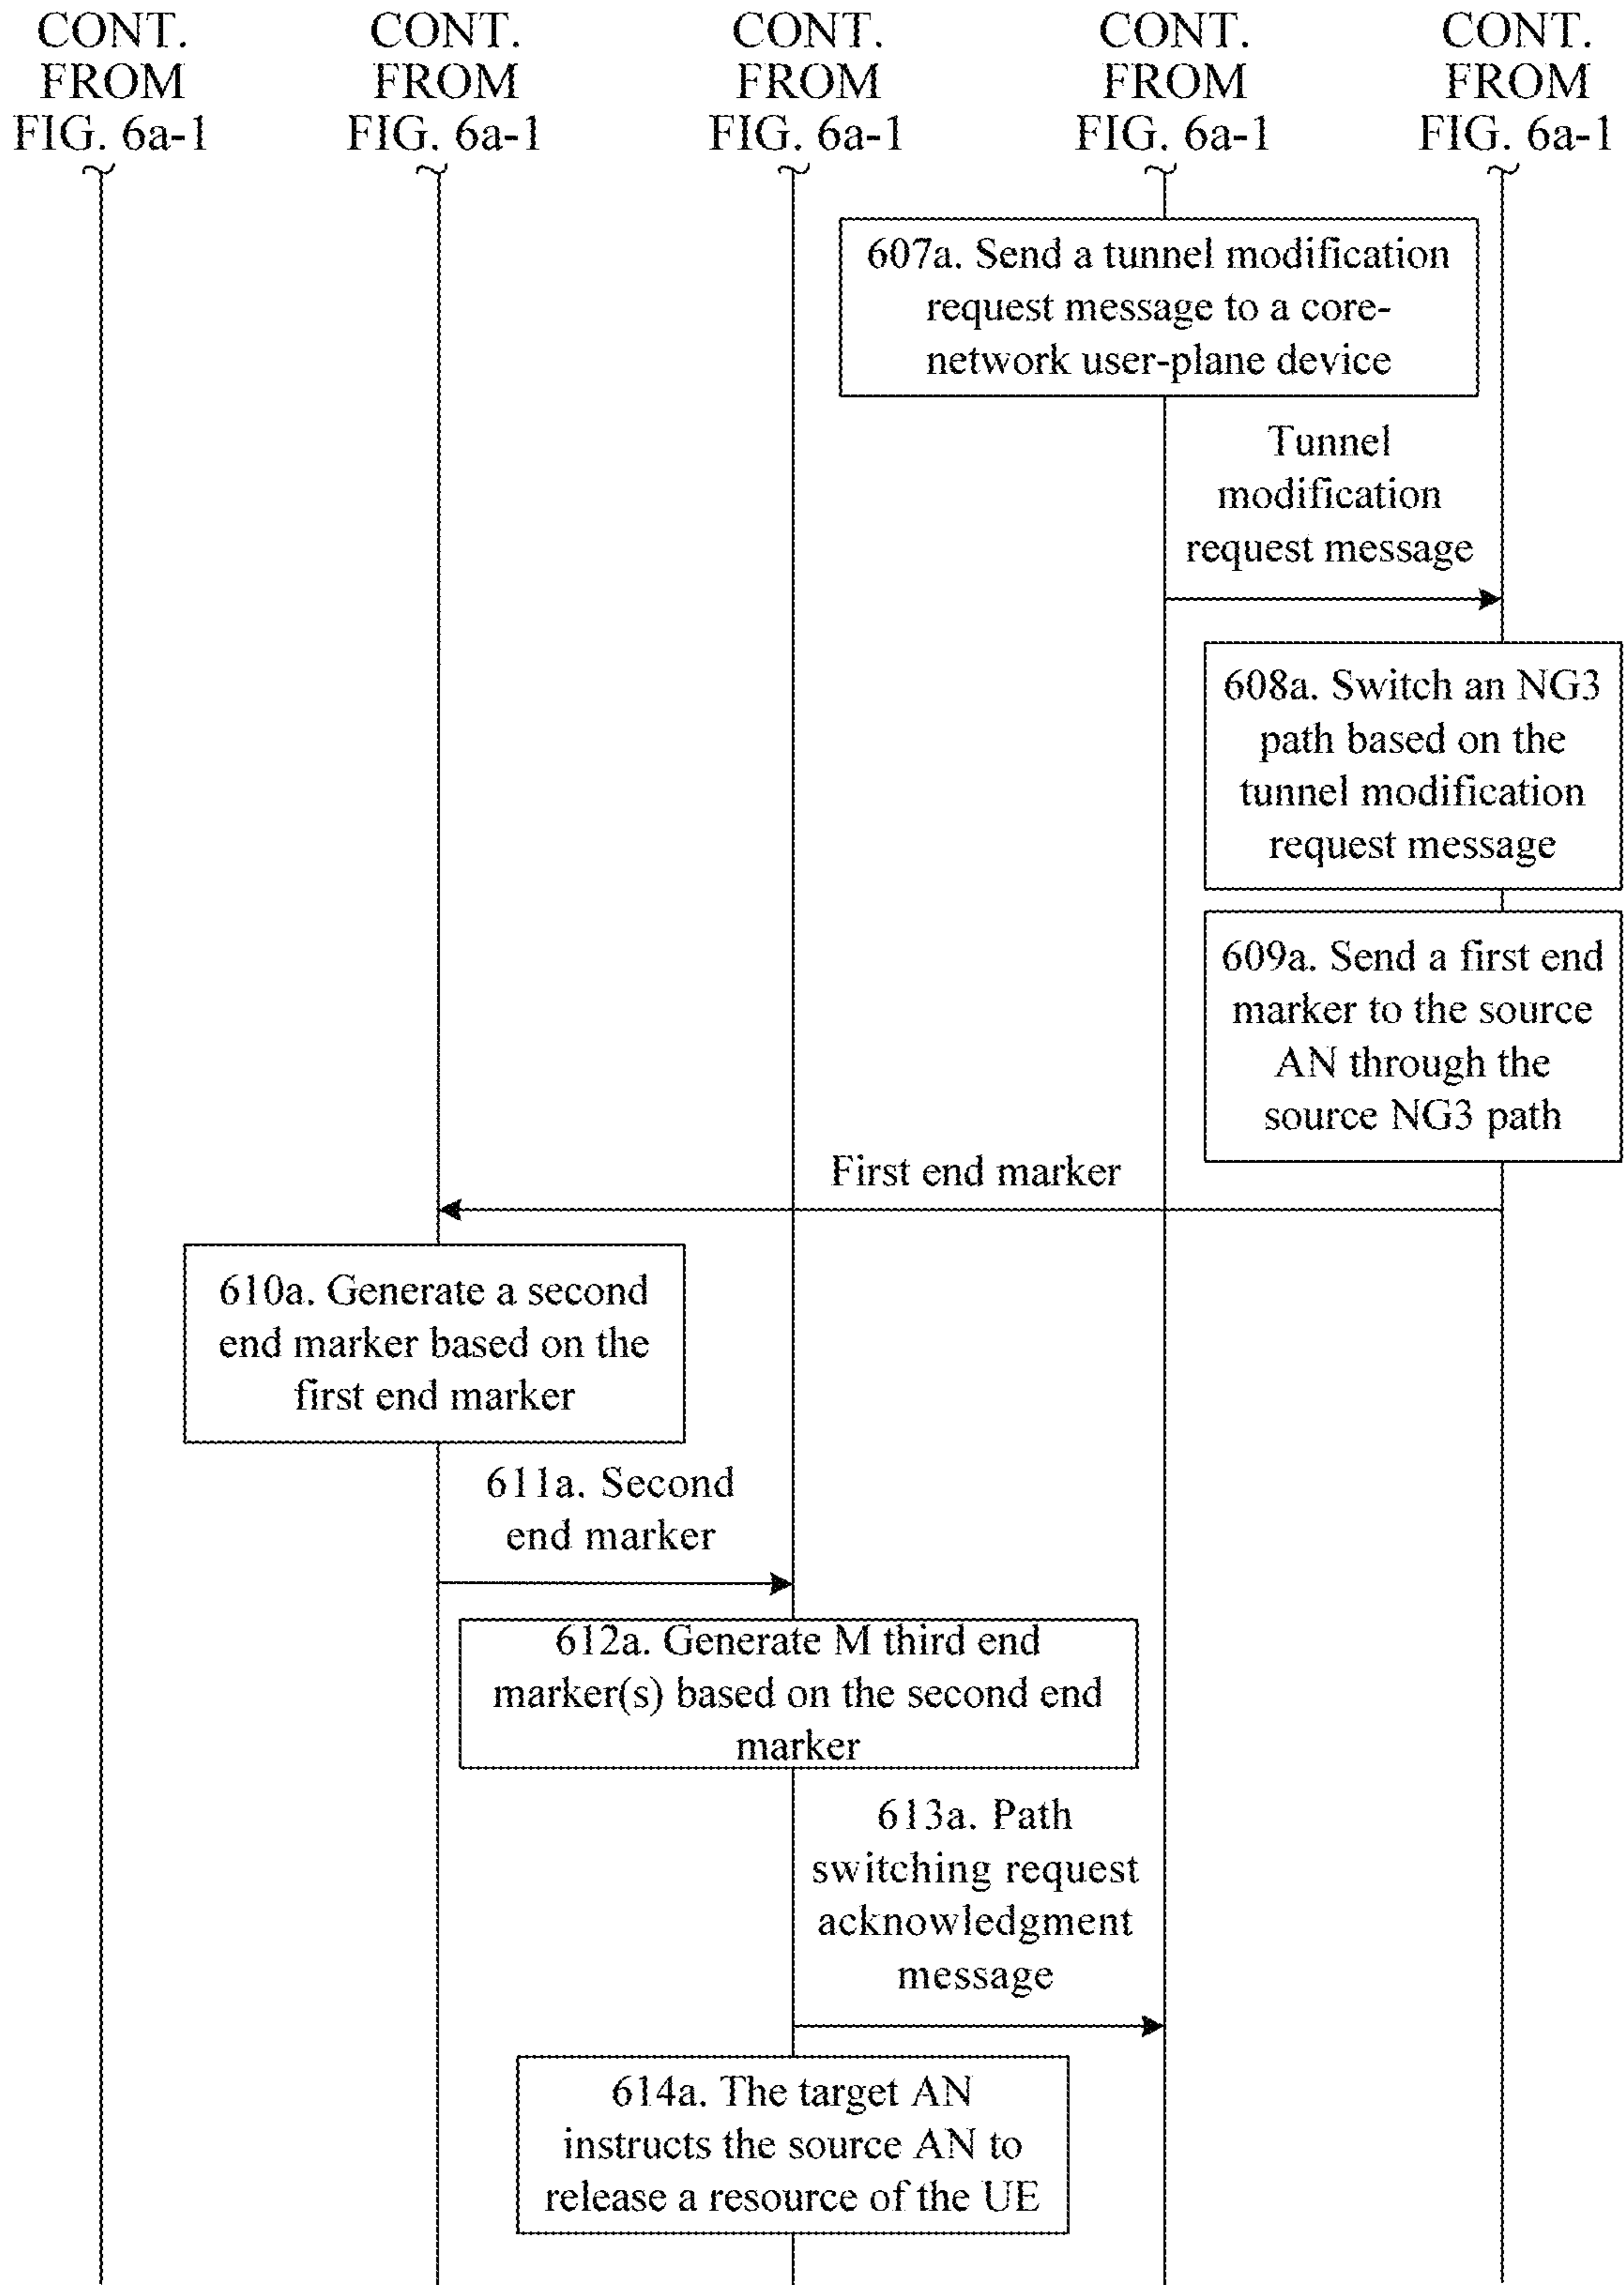 CONT.
FROM
FIG. 6a-1
CONT.
FROM
FIG. 6a-1
CONT.
FROM
FIG. 6a-1
CONT.
FROM
FIG. 6a-1
CONT.
FROM
FIG. 6a-1
607a. Send a tunnel modification
request message to a core-
network user-plane device
Tunnel
modification
request message
608a. Switch an NG3
path based on the
tunnel modification
request message
609a. Send a first end
marker to the source
AN through the
source NG3 path
First end marker
610a. Generate a second
end marker based on the
first end marker
611a. Second
end marker
612a. Generate M third end
marker(s) based on the second end
marker
613a. Path
switching request
acknowledgment
message
614a. The target AN
instructs the source AN to
release a resource of the UE